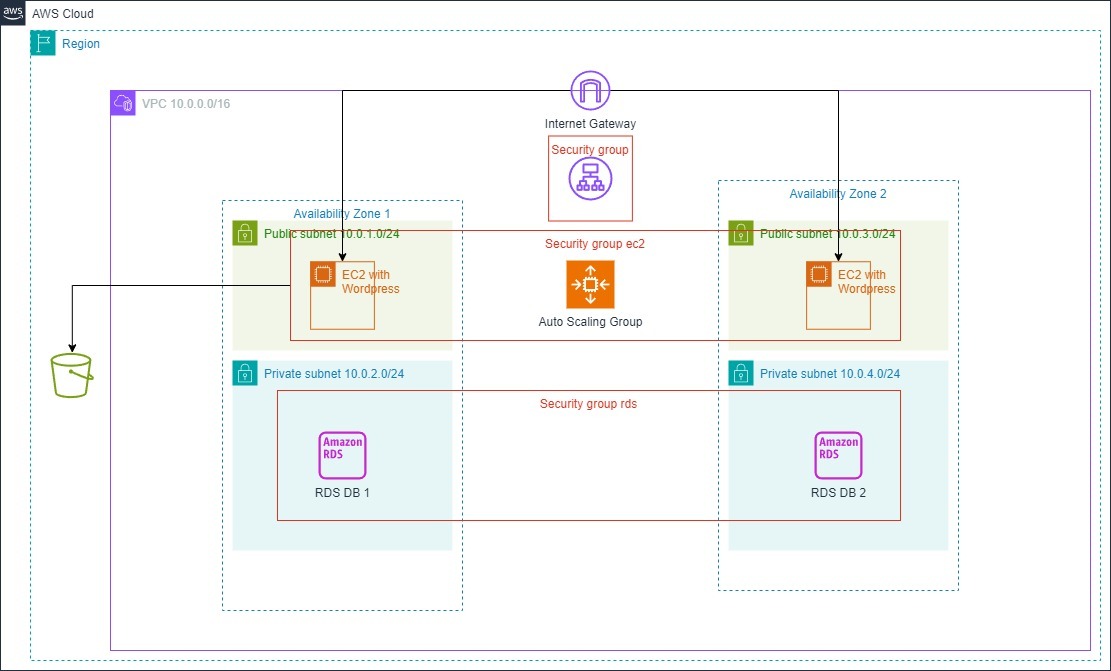 aws
AWS Cloud
Region
VPC 10.0.0.0/16
Internet Gateway
Security group
Availability Zone 1
Availability Zone 2
Public subnet 10.0.1.0/24
Security group ec2
Public subnet 10.0.3.0/24
EC2 with
Wordpress
EC2 with
Wordpress
Auto Scaling Group
Private subnet 10.0.2.0/24
Private subnet 10.0.4.0/24
Security group rds
Amazon
RDS
RDS DB 1
Amazon
RDS
RDS DB 2